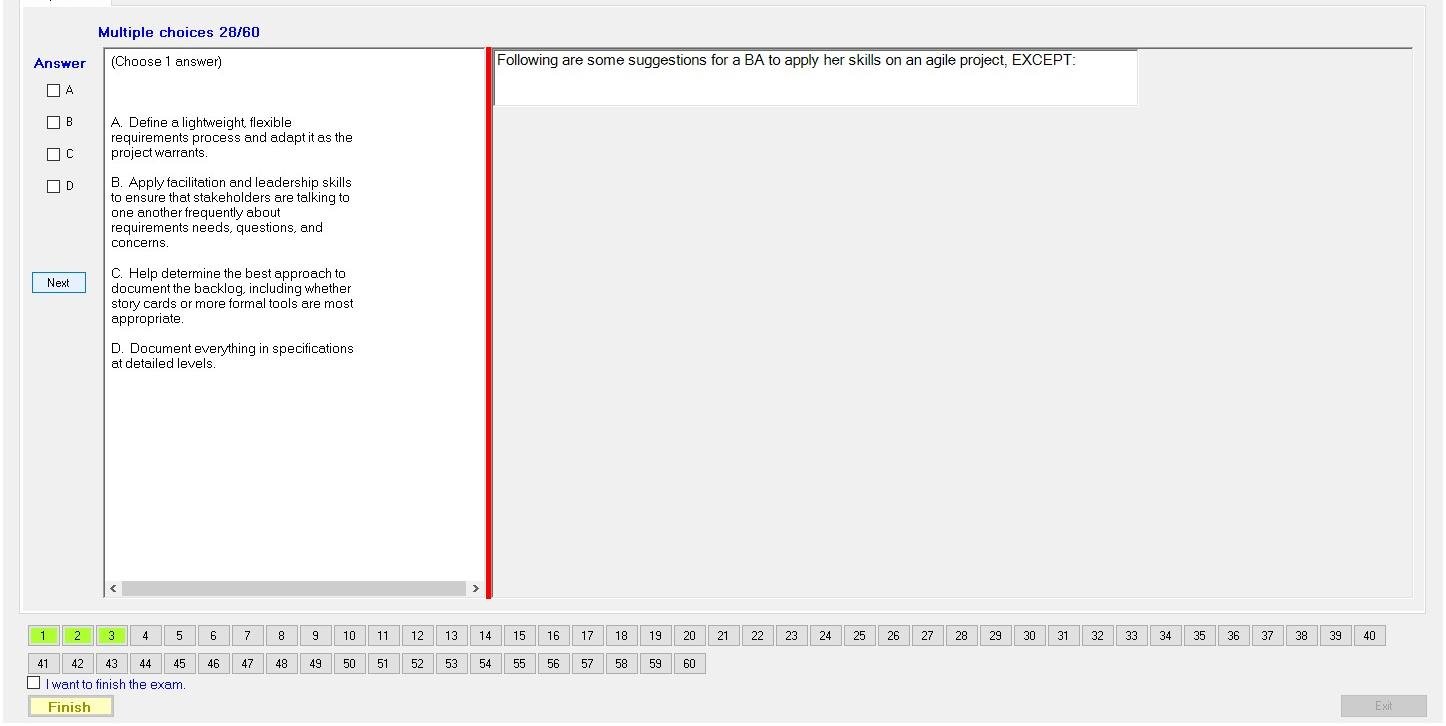 Multiple choices 28/60
Answer
A
B
C
D
Next
(Choose 1 answer)
A. Define a lightweight, flexible
requirements process and adapt it as the
project warrants.
B. Apply facilitation and leadership skills
to ensure that stakeholders are talking to
one another frequently about
requirements needs, questions, and
concerns.
C. Help determine the best approach to
document the backlog, including whether
story cards or more formal tools are most
appropriate.
D. Document everything in specifications
at detailed levels.
Following are some suggestions for a BA to apply her skills on an agile project, EXCEPT:
1 2 3 4 5 6 7 8 9 10 11 12 13 14 15 16 17 18 19 20 21 22 23 24 25 26 27 28 29 30 31 32 33 34 35 36 37 38 39 40
41 42 43 44 45 46 47 48 49 50 51 52 53 54 55 56 57 58 59 60
I want to finish the exam.
Finish
Exit